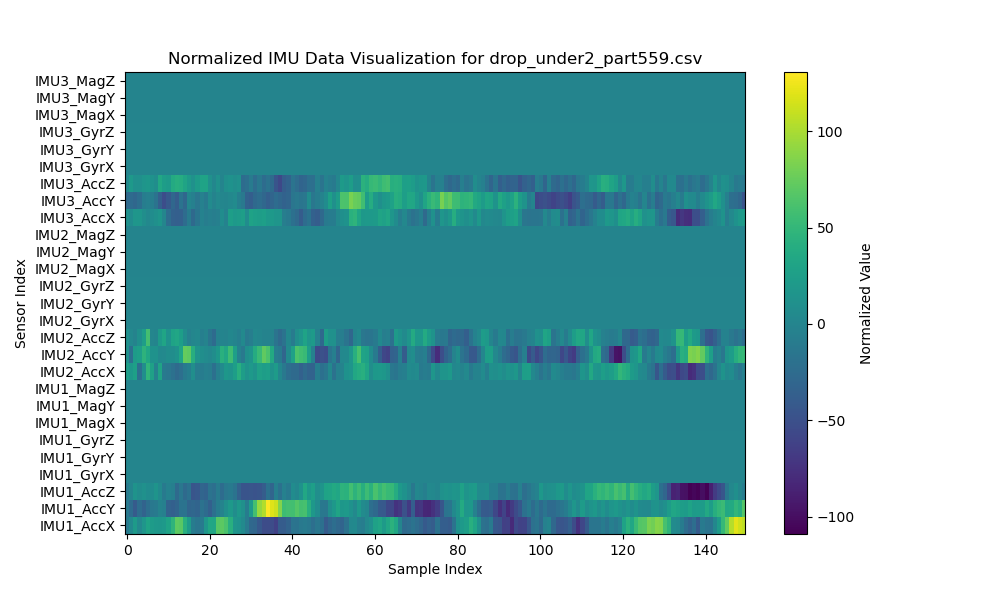 Normalized IMU Data Visualization for drop_under2_part559.csv
IMU3_MagZ
IMU3_MagY
IMU3_MagX
IMU3_GyrZ
IMU3_GyrY
IMU3_GyrX
IMU3_AccZ
IMU3_AccY
IMU3_AccX
IMU2_MagZ
IMU2_MagY
IMU2_MagX
IMU2_GyrZ
IMU2_GyrY
IMU2_GyrX
IMU2_AccZ
IMU2_AccY
IMU2_AccX
IMU1_MagZ
IMU1_MagY
IMU1_MagX
IMU1_GyrZ
IMU1_GyrY
IMU1_GyrX
IMU1_AccZ
IMU1_AccY
IMU1_AccX
Sensor Index
0 20 40 60 80 100 120 140
Sample Index
100
50
0
−50
−100
Normalized Value